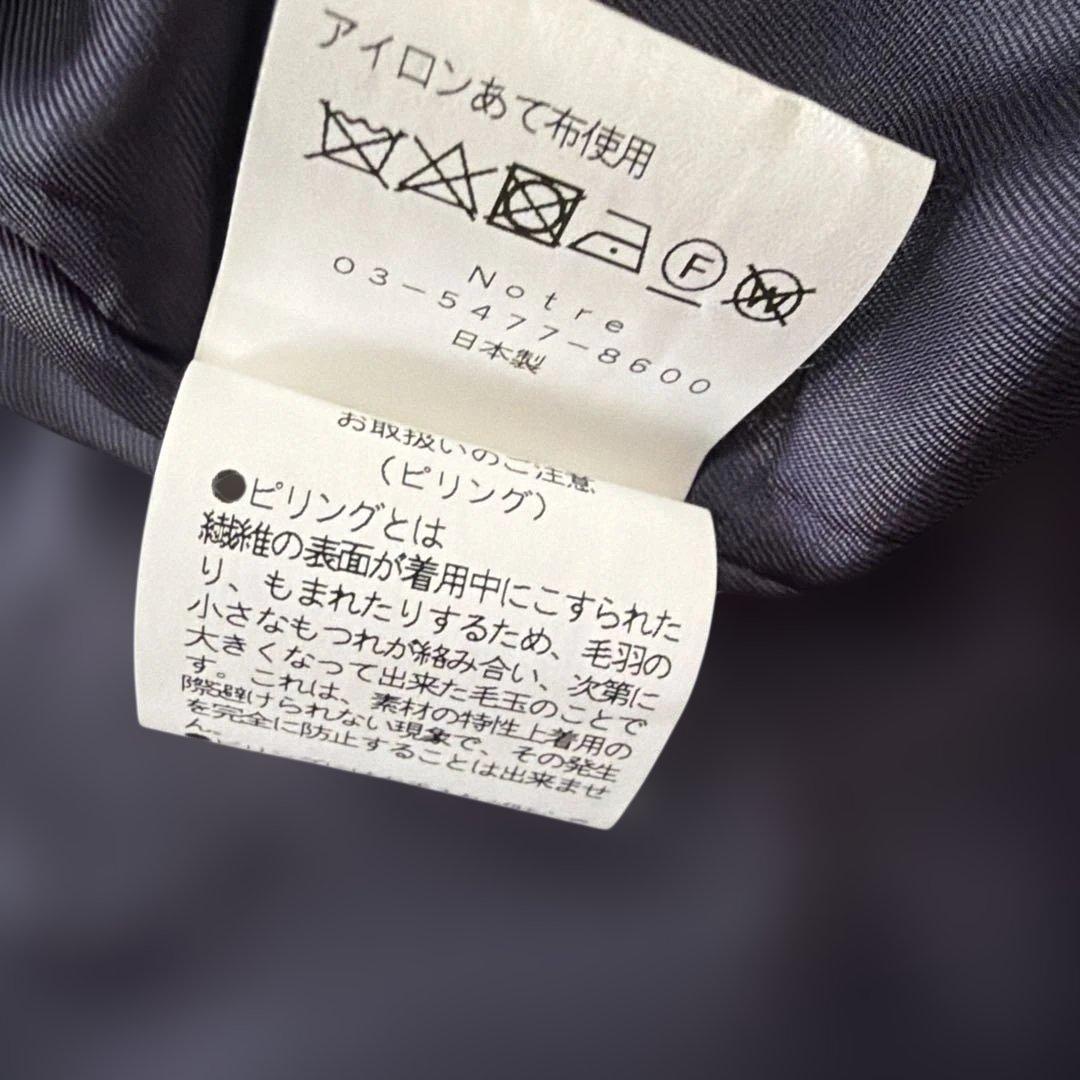 アイロンあて布使用
F
W
Notre
03-5477-8600
日本製
お取扱いのご注意
(ピリング)
●ピリングとは
繊維の表面が着用中にこすられた
り、もまれたりするため、毛羽の
小さなもつれが絡み合い、次第に
大きくなって出来た毛玉のことで
す。これは、素材の特性上着用の
際避けられない現象で、その発生
を完全に防止することは出来ませ
ん。